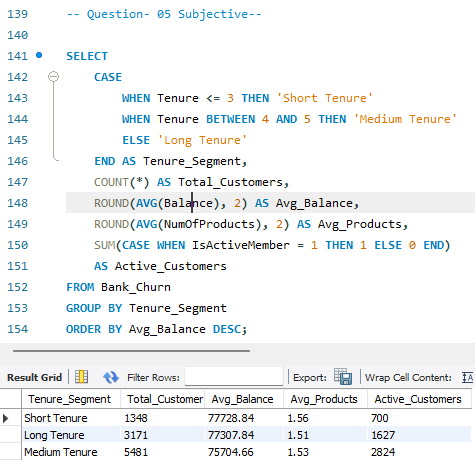 139 -- Question- 05 Subjective--
140
141 SELECT
142 CASE
143 WHEN Tenure <= 3 THEN 'Short Tenure'
144 WHEN Tenure BETWEEN 4 AND 5 THEN 'Medium Tenure'
145 ELSE 'Long Tenure'
146 END AS Tenure_Segment,
147 COUNT(*) AS Total_Customers,
148 ROUND(AVG(Balance), 2) AS Avg_Balance,
149 ROUND(AVG(NumOfProducts), 2) AS Avg_Products,
150 SUM(CASE WHEN IsActiveMember = 1 THEN 1 ELSE 0 END)
151 AS Active_Customers
152 FROM Bank_Churn
153 GROUP BY Tenure_Segment
154 ORDER BY Avg_Balance DESC;
Result Grid Filter Rows: Export: Wrap Cell Content: IA
Tenure_Segment Total_Customer Avg_Balance Avg_Products Active_Customers
Short Tenure 1348 77728.84 1.56 700
Long Tenure 3171 77307.84 1.51 1627
Medium Tenure 5481 75704.66 1.53 2824